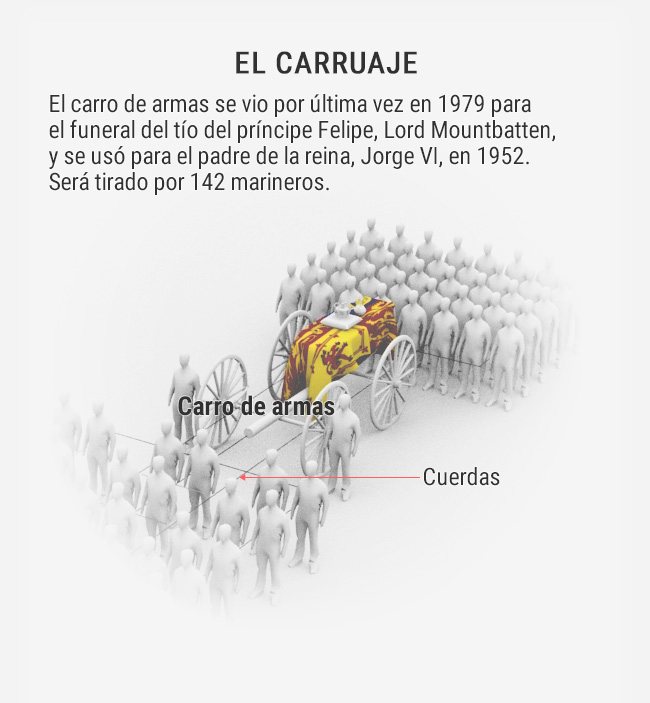 EL CARRUAJE
El carro de armas se vio por última vez en 1979 para
el funeral del tío del príncipe Felipe, Lord Mountbatten,
y se usó para el padre de la reina, Jorge VI, en 1952.
Será tirado por 142 marineros.
Carro de armas
Cuerdas